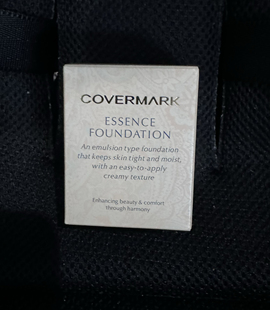 COVERMARK
ESSENCE
FOUNDATION
An emulsion type foundation
that keeps skin tight and moist,
with an easy-to-apply
creamy texture
Enhancing beauty & comfort
through harmony